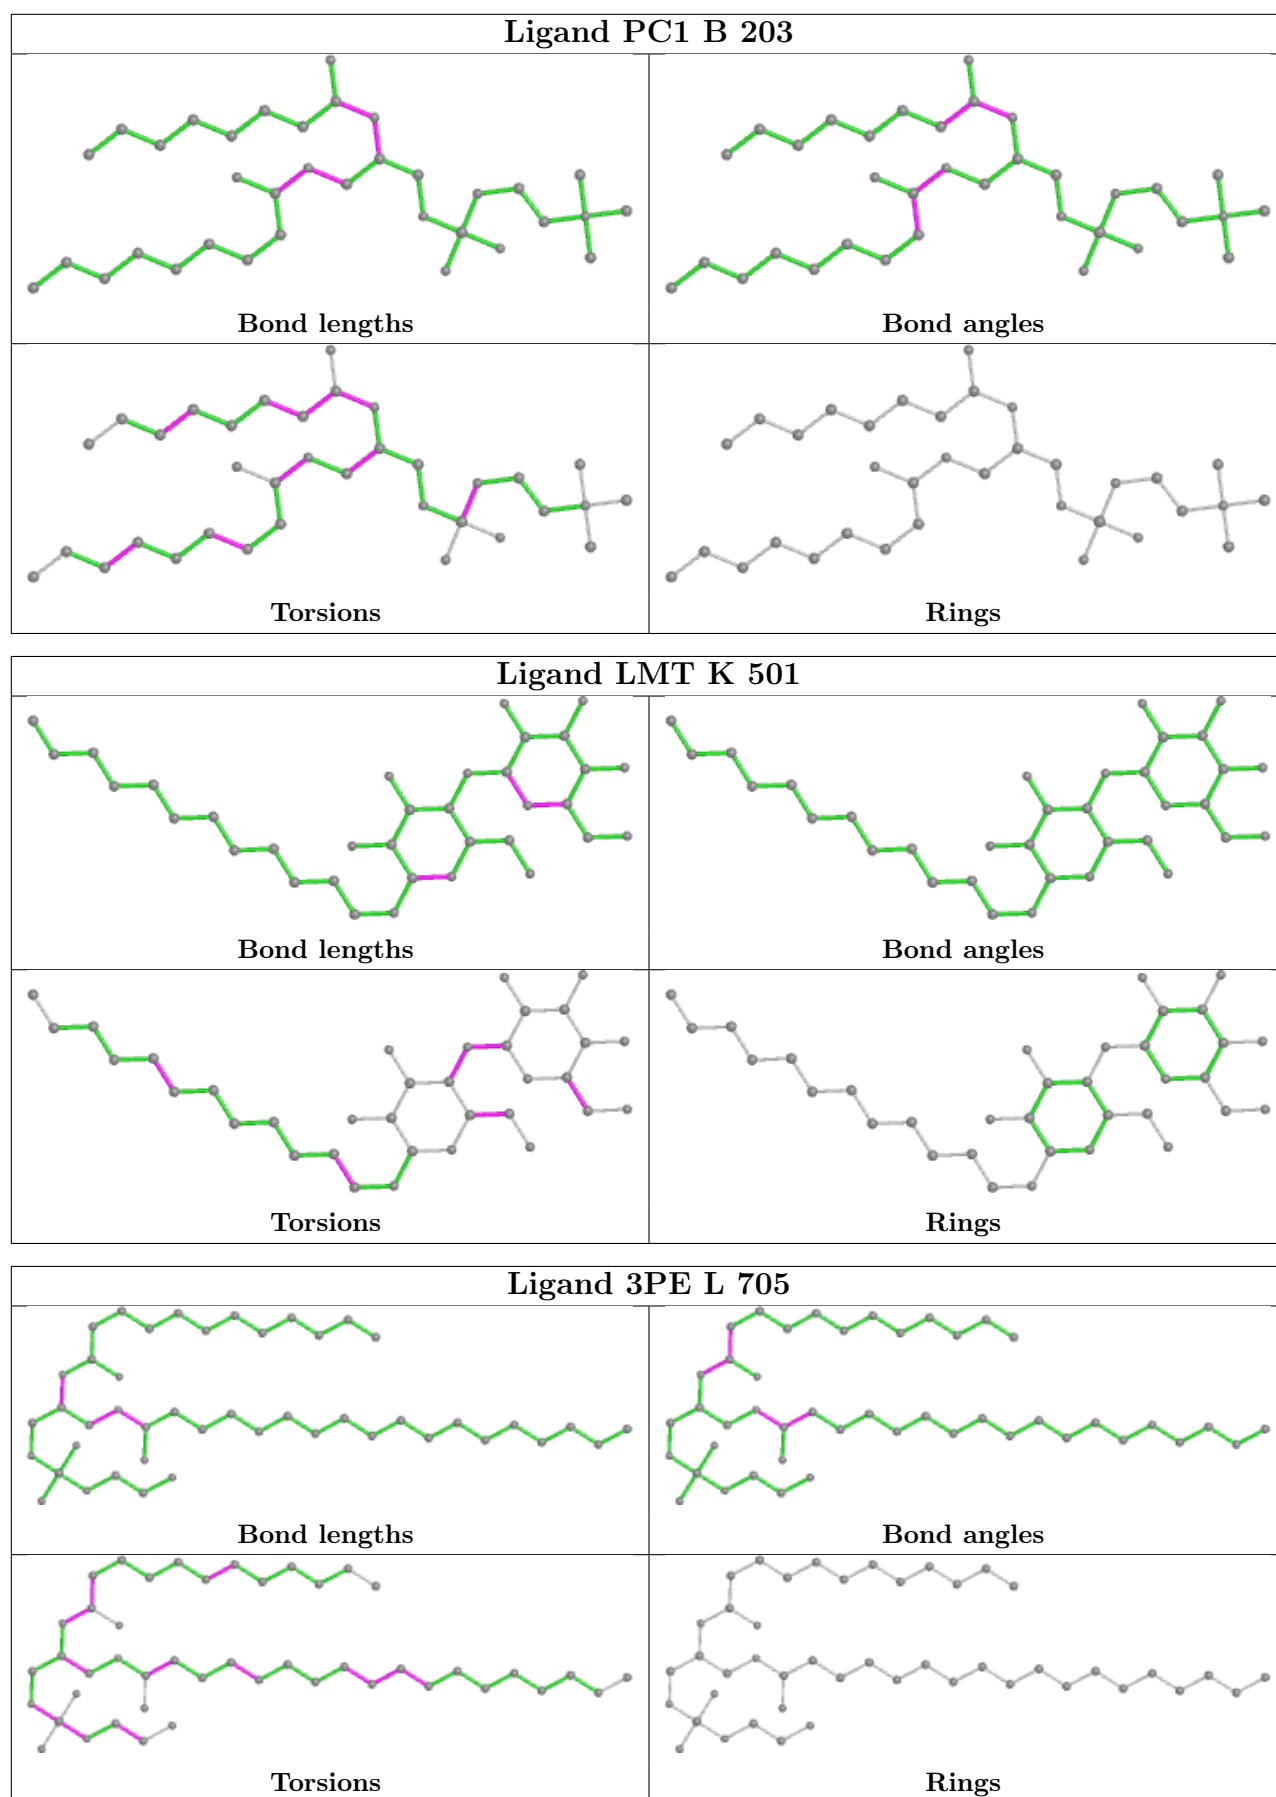 Ligand PC1 B 203
Bond lengths
Bond angles
Torsions
Rings
Ligand LMT K 501
Bond lengths
Bond angles
Torsions
Rings
Ligand 3PE L 705
Bond lengths
Bond angles
Torsions
Rings